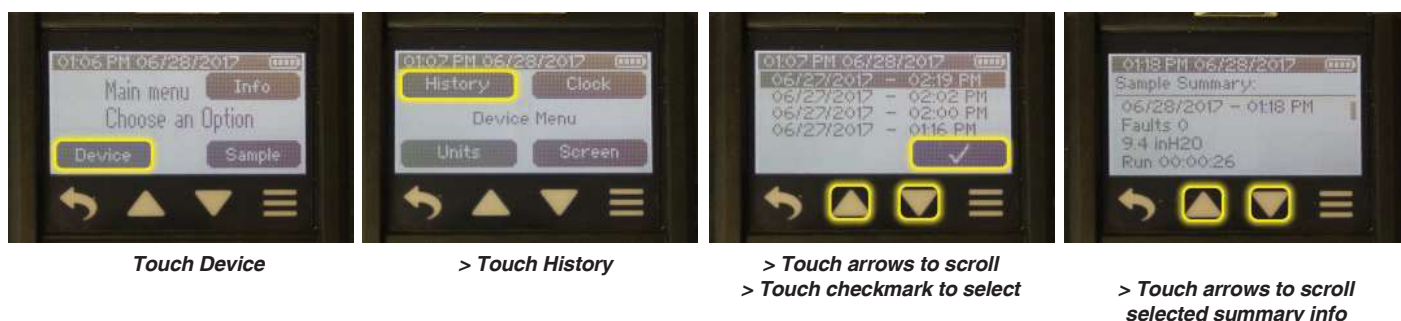 01:06 PM 06/28/2017
Main menu
Info
Choose an Option
Device
Sample
Touch Device
01:07 PM 06/28/2017
History
Clock
Device Menu
Units
Screen
> Touch History
01:07 PM 06/28/2017
06/27/2017 - 02:19 PM
06/27/2017 - 02:02 PM
06/27/2017 - 02:00 PM
06/27/2017 - 01:16 PM
> Touch arrows to scroll
> Touch checkmark to select
01:18 PM 06/28/2017
Sample Summary:
06/28/2017 - 01:18 PM
Faults 0
9.4 inH20
Run 00:00:26
> Touch arrows to scroll
selected summary info